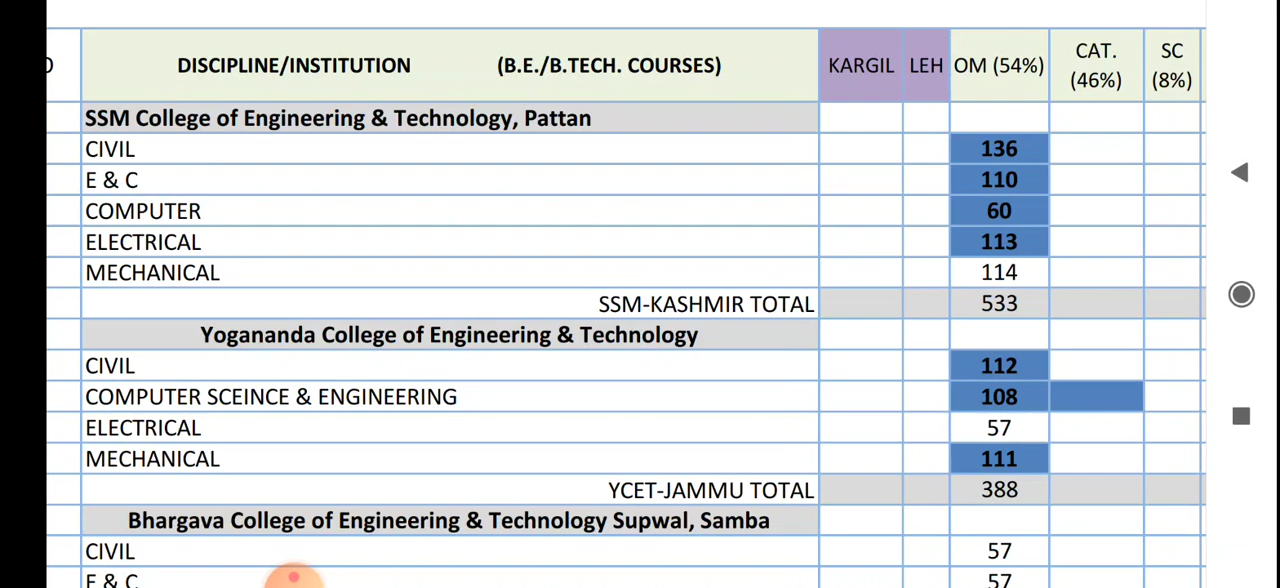 DISCIPLINE/INSTITUTION (B.E./B.TECH. COURSES) KARGIL LEH OM (54%) CAT. (46%) SC (8%)
SSM College of Engineering & Technology, Pattan
CIVIL 136
E & C 110
COMPUTER 60
ELECTRICAL 113
MECHANICAL 114
SSM-KASHMIR TOTAL 533
Yogananda College of Engineering & Technology
CIVIL 112
COMPUTER SCEINCE & ENGINEERING 108
ELECTRICAL 57
MECHANICAL 111
YCET-JAMMU TOTAL 388
Bhargava College of Engineering & Technology Supwal, Samba
CIVIL 57
E & C 57